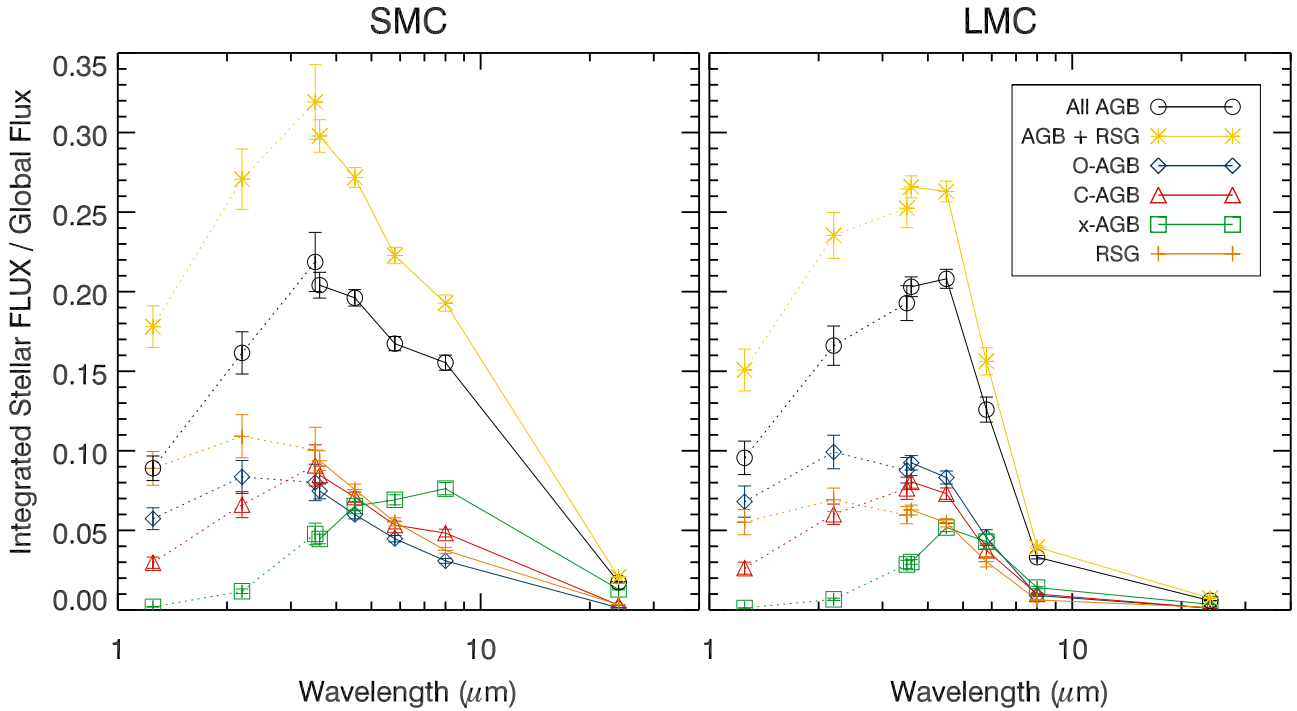 SMC
LMC
0.35
0.30
0.25
0.20
0.15
0.10
0.05
0.00
Integrated Stellar FLUX / Global Flux
1
10
1
10
Wavelength (μm)
Wavelength (μm)
All AGB
AGB + RSG
O-AGB
C-AGB
x-AGB
RSG